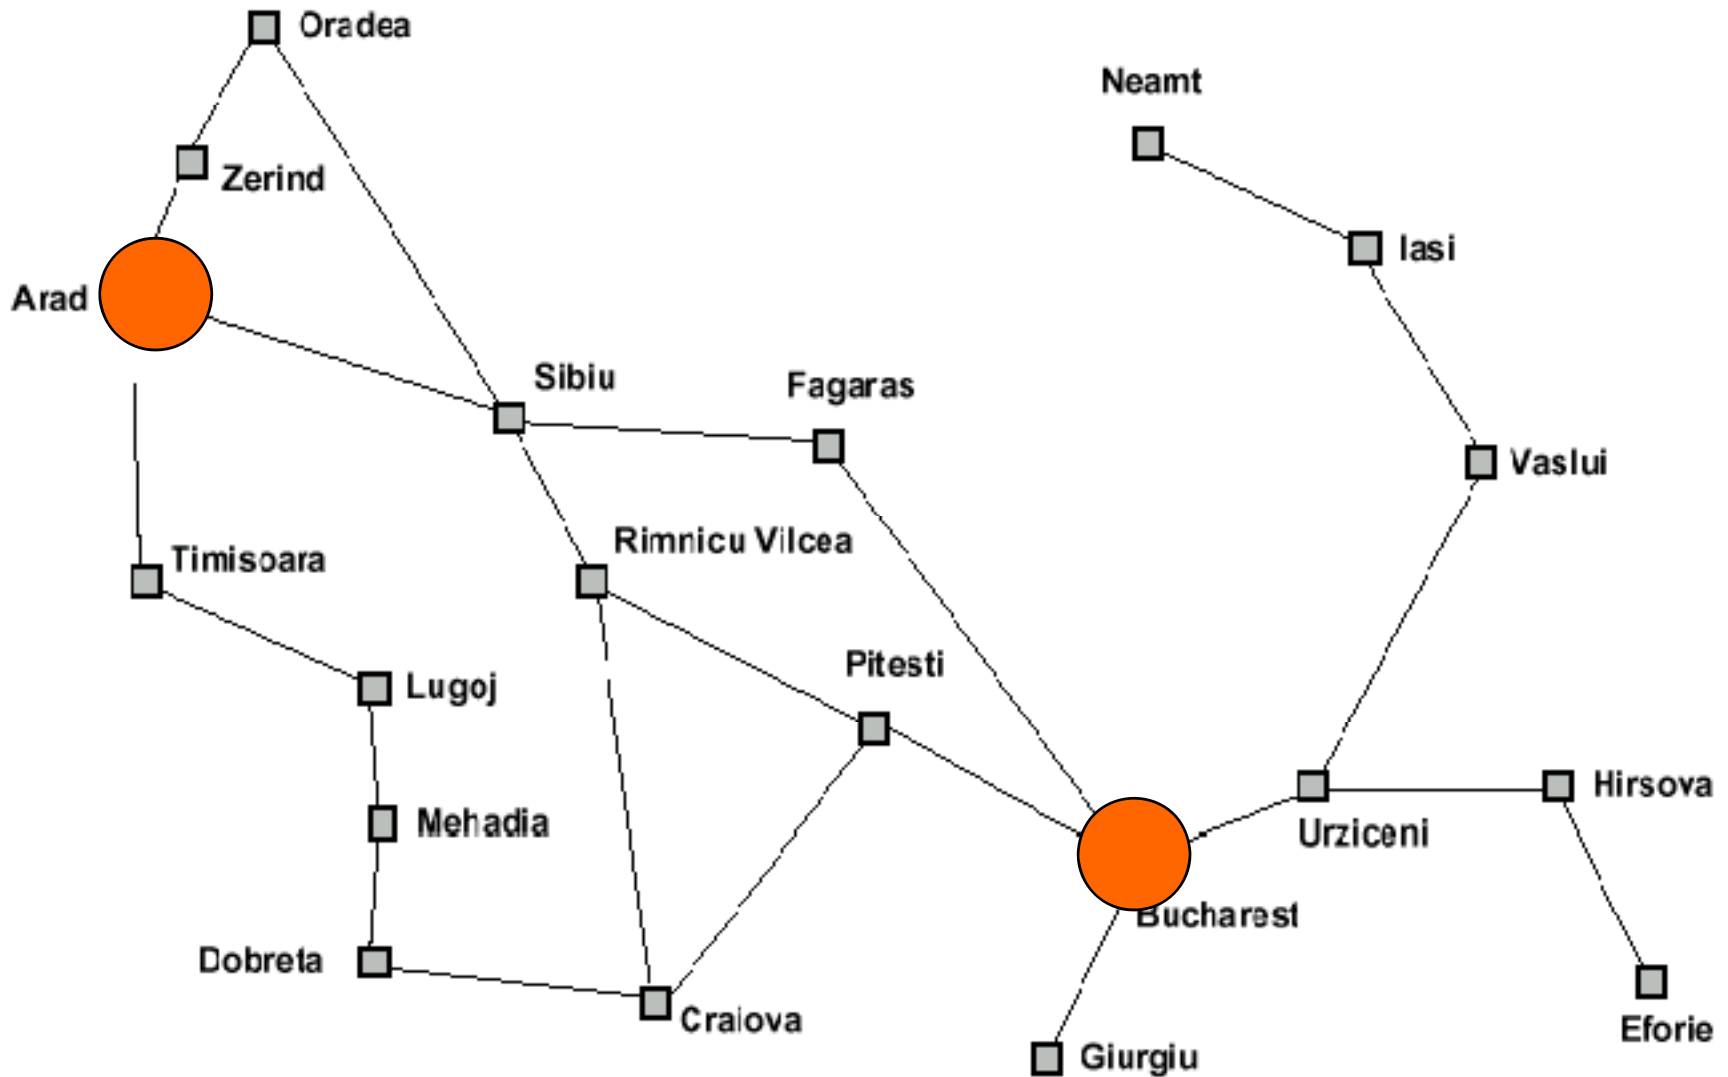 Oradea
Neamt
Zerind
Iasi
Arad
Sibiu
Fagaras
Vaslui
Rimnicu Vilcea
Timisoara
Pitesti
Lugoj
Hirsova
Mehadia
Urziceni
Bucharest
Dobreta
Craiova
Eforie
Giurgiu